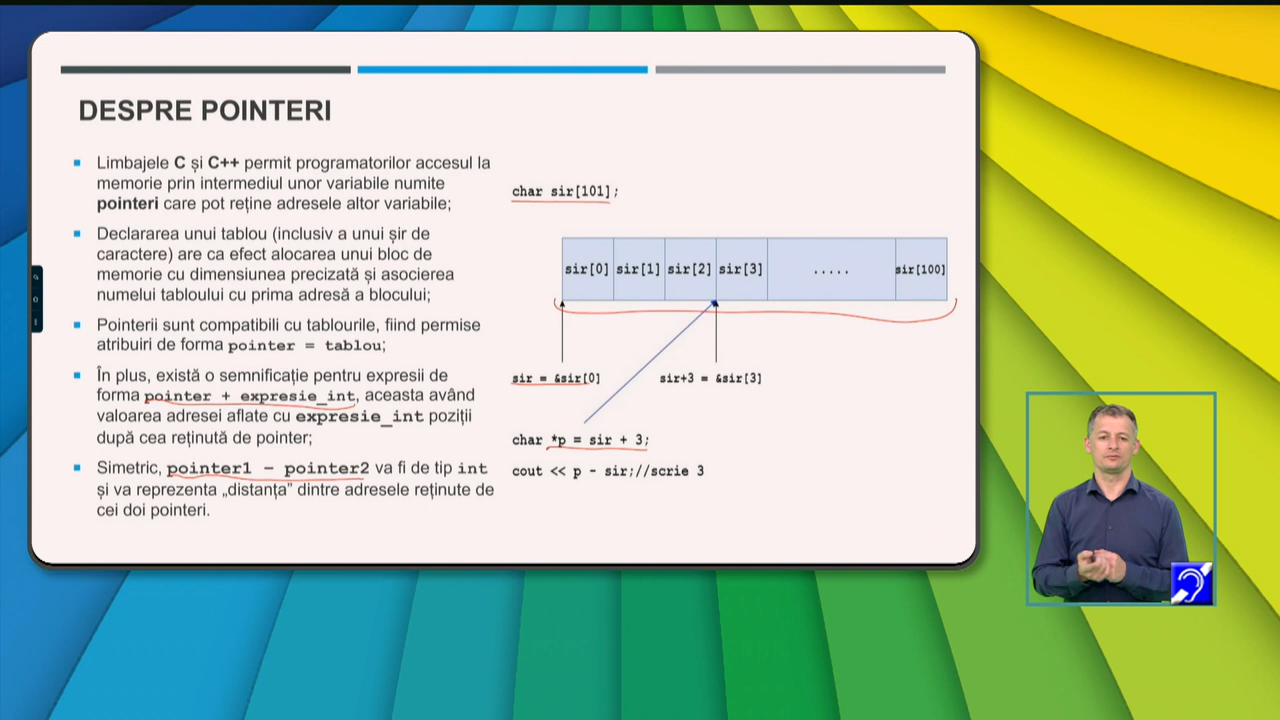 DESPRE POINTERI
Limbajele C și C++ permit programatorilor accesul la
memorie prin intermediul unor variabile numite
pointeri care pot reține adresele altor variabile;
Declararea unui tablou (inclusiv a unui șir de
caractere) are ca efect alocarea unui bloc de
memorie cu dimensiunea precizată și asocierea
numelui tabloului cu prima adresă a blocului;
Pointerii sunt compatibili cu tablourile, fiind permise
atribuiri de forma pointer = tablou;
În plus, există o semnificație pentru expresii de
forma pointer + expresie_int, aceasta având
valoarea adresei aflate cu expresie_int poziții
după cea reținută de pointer;
Simetric, pointer1 – pointer2 va fi de tip int
și va reprezenta „distanța” dintre adresele reținute de
cei doi pointeri.
char sir[101];
sir[0] sir[1] sir[2] sir[3] ..... sir[100]
sir = &sir[0] sir+3 = &sir[3]
char *p = sir + 3;
cout << p - sir;//scrie 3